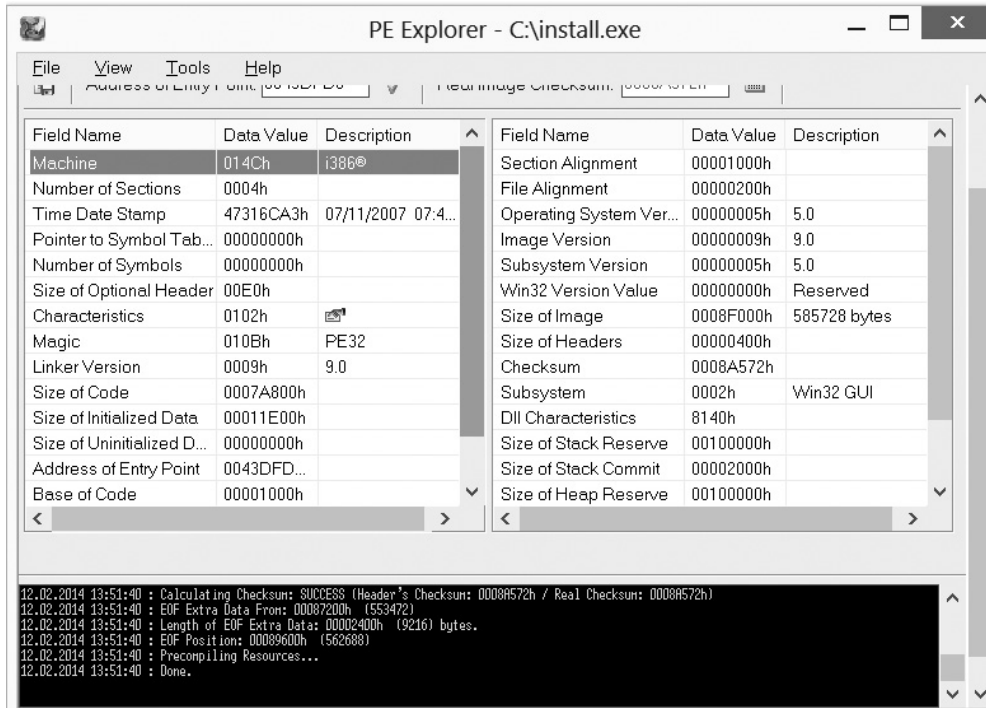 PE Explorer - C:\install.exe
File View Tools Help
Address of Entry Point: Real Image Checksum:
Field Name Data Value Description
Machine 014Ch i386®
Number of Sections 0004h
Time Date Stamp 47316CA3h 07/11/2007 07:4...
Pointer to Symbol Tab... 00000000h
Number of Symbols 00000000h
Size of Optional Header 00E0h
Characteristics 0102h
Magic 010Bh PE32
Linker Version 0009h 9.0
Size of Code 0007A800h
Size of Initialized Data 00011E00h
Size of Uninitialized D... 00000000h
Address of Entry Point 0043DFD...
Base of Code 00001000h
Field Name Data Value Description
Section Alignment 00001000h
File Alignment 00000200h
Operating System Ver... 00000005h 5.0
Image Version 00000009h 9.0
Subsystem Version 00000005h 5.0
Win32 Version Value 00000000h Reserved
Size of Image 0008F000h 585728 bytes
Size of Headers 00000400h
Checksum 0008A572h
Subsystem 0002h Win32 GUI
Dll Characteristics 8140h
Size of Stack Reserve 00100000h
Size of Stack Commit 00002000h
Size of Heap Reserve 00100000h
12.02.2014 13:51:40 : Calculating Checksum: SUCCESS (Header's Checksum: 0008A572h / Real Checksum: 0008A572h)
12.02.2014 13:51:40 : EOF Extra Data From: 00087200h (553472)
12.02.2014 13:51:40 : Length of EOF Extra Data: 00002400h (9216) bytes.
12.02.2014 13:51:40 : EOF Position: 00089600h (562688)
12.02.2014 13:51:40 : Precompiling Resources...
12.02.2014 13:51:40 : Done.